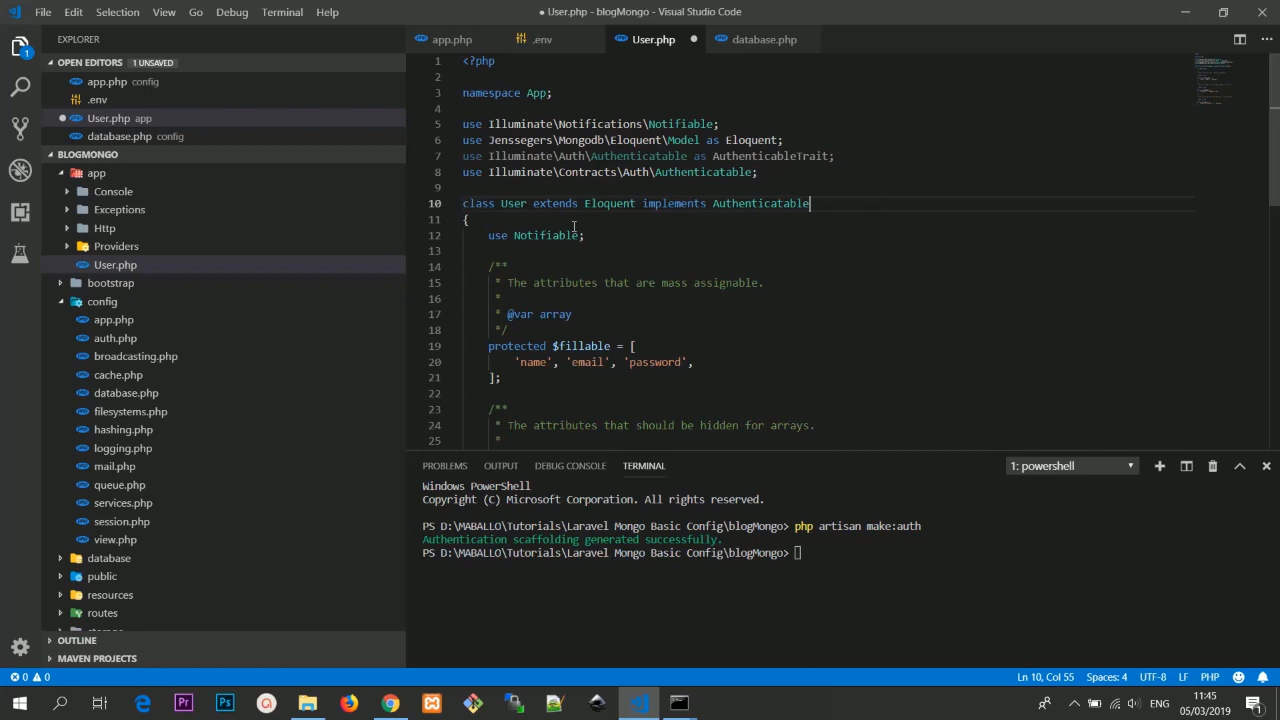 File Edit Selection View Go Debug Terminal Help
● User.php - blogMongo - Visual Studio Code
EXPLORER
OPEN EDITORS 1 UNSAVED
app.php config
.env
User.php app
database.php config
BLOGMONGO
app
Console
Exceptions
Http
Providers
User.php
bootstrap
config
app.php
auth.php
broadcasting.php
cache.php
database.php
filesystems.php
hashing.php
logging.php
mail.php
queue.php
services.php
session.php
view.php
database
public
resources
routes
OUTLINE
MAVEN PROJECTS
app.php .env User.php database.php
1 <?php
2
3 namespace App;
4
5 use Illuminate\Notifications\Notifiable;
6 use Jenssegers\Mongodb\Eloquent\Model as Eloquent;
7 use Illuminate\Auth\Authenticatable as AuthenticableTrait;
8 use Illuminate\Contracts\Auth\Authenticatable;
9
10 class User extends Eloquent implements Authenticatable
11 {
12 use Notifiable;
13
14 /**
15 * The attributes that are mass assignable.
16 *
17 * @var array
18 */
19 protected $fillable = [
20 'name', 'email', 'password',
21 ];
22
23 /**
24 * The attributes that should be hidden for arrays.
25 *
PROBLEMS OUTPUT DEBUG CONSOLE TERMINAL
1: powershell
Windows PowerShell
Copyright (C) Microsoft Corporation. All rights reserved.
PS D:\MABALLO\Tutorials\Laravel Mongo Basic Config\blogMongo> php artisan make:auth
Authentication scaffolding generated successfully.
PS D:\MABALLO\Tutorials\Laravel Mongo Basic Config\blogMongo>
0 0
Ln 10, Col 55 Spaces: 4 UTF-8 LF PHP
ENG
11:45
05/03/2019